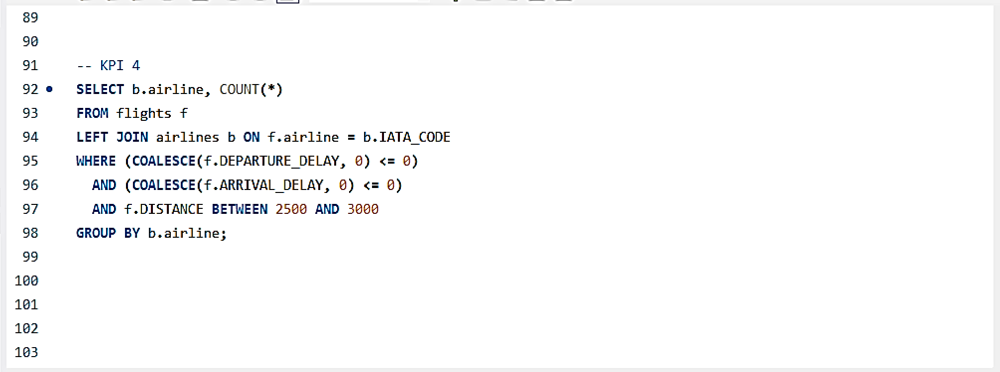 89
90
91 -- KPI 4
92 SELECT b.airline, COUNT(*)
93 FROM flights f
94 LEFT JOIN airlines b ON f.airline = b.IATA_CODE
95 WHERE (COALESCE(f.DEPARTURE_DELAY, 0) <= 0)
96 AND (COALESCE(f.ARRIVAL_DELAY, 0) <= 0)
97 AND f.DISTANCE BETWEEN 2500 AND 3000
98 GROUP BY b.airline;
99
100
101
102
103